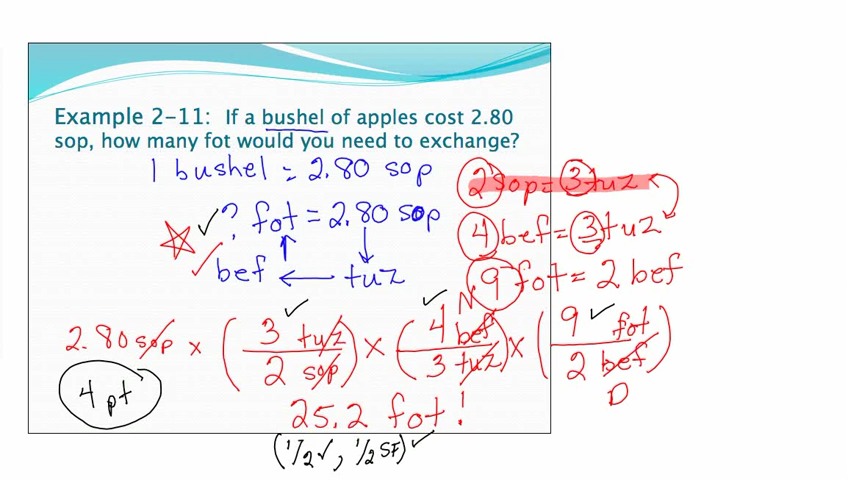 Example 2-11: If a bushel of apples cost 2.80
sop, how many fot would you need to exchange?
1 bushel = 2.80 sop
2 sop = 3 tuz
? fot = 2.80 sop
4 bef = 3 tuz
bef ← tuz
9 fot = 2 bef
2.80 sop × ( 3 tuz / 2 sop ) × ( 4 bef / 3 tuz ) × ( 9 fot / 2 bef )
N
D
4 pt
25.2 fot !
(1/2 ✓, 1/2 SF) ✓